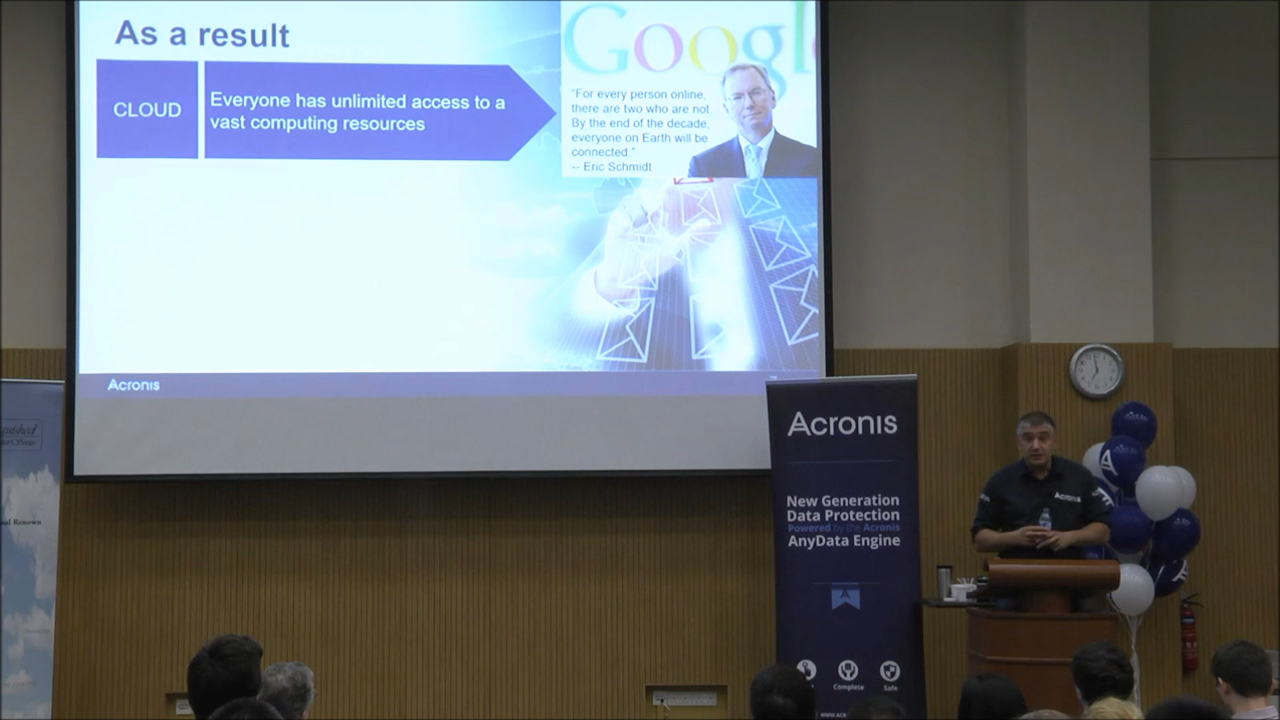 As a result
CLOUD
Everyone has unlimited access to a
vast computing resources
Google
"For every person online,
there are two who are not.
By the end of the decade,
everyone on Earth will be
connected."
-- Eric Schmidt
Acronis
Acronis
New Generation
Data Protection
Powered by the Acronis
AnyData Engine
A
Complete
Safe
Acronis
A